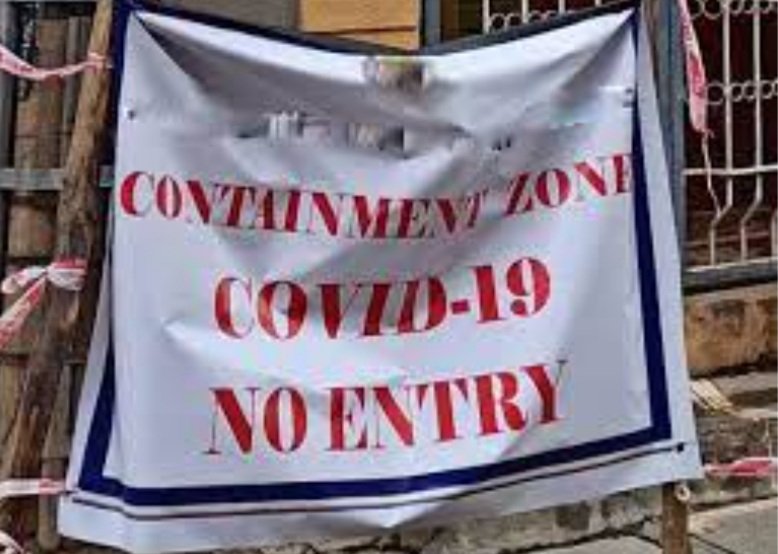 CONTAINMENT ZONE
COVID-19
NO ENTRY